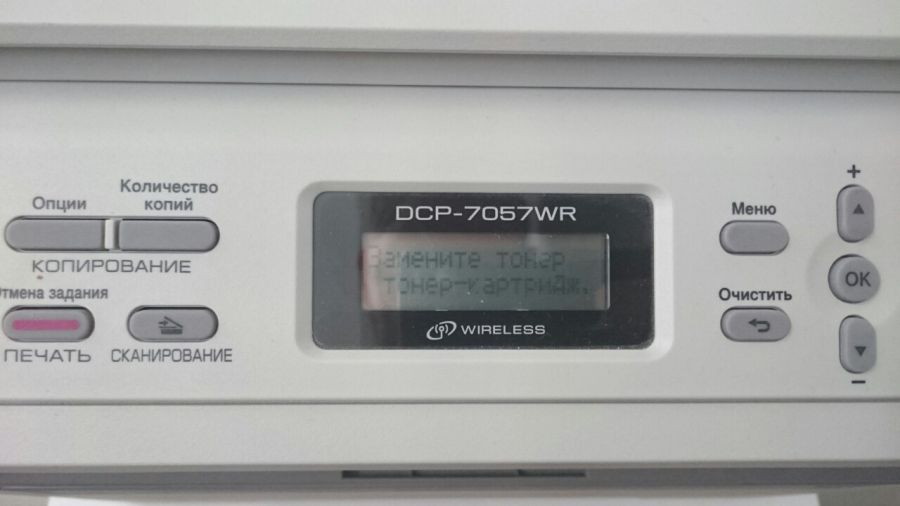 Опции
Количество
копий
КОПИРОВАНИЕ
Отмена задания
ПЕЧАТЬ
СКАНИРОВАНИЕ
DCP-7057WR
Замените тонер
тонер-картридж.
WIRELESS
Меню
Очистить
+
OK
−